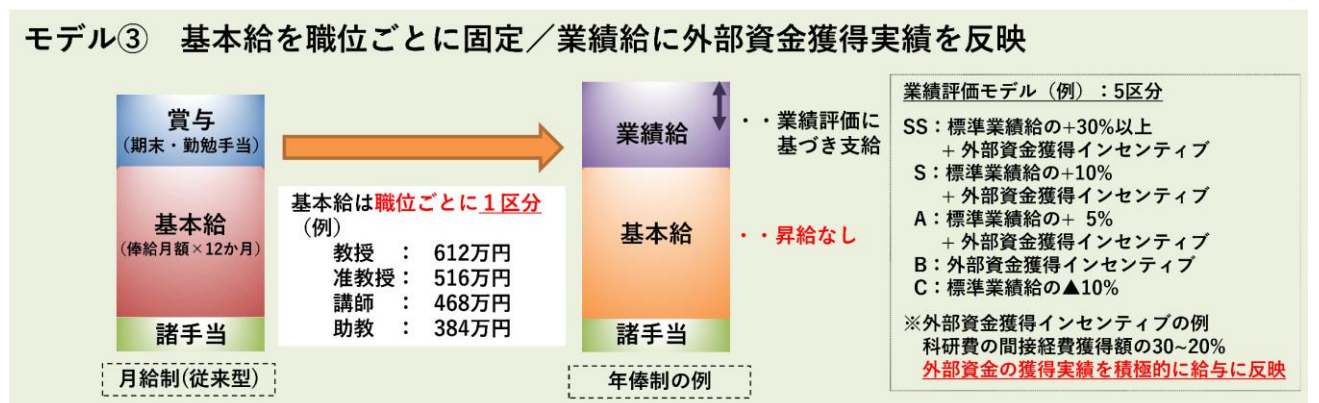 モデル③　基本給を職位ごとに固定／業績給に外部資金獲得実績を反映
賞与
(期末・勤勉手当)
基本給
(俸給月額×12か月)
諸手当
月給制(従来型)
基本給は職位ごとに１区分
（例）
教授　：　612万円
准教授：　516万円
講師　：　468万円
助教　：　384万円
業績給
基本給
諸手当
年俸制の例
・・業績評価に
基づき支給
・・昇給なし
業績評価モデル（例）：5区分
SS：標準業績給の+30%以上
+ 外部資金獲得インセンティブ
S：標準業績給の+10%
+ 外部資金獲得インセンティブ
A：標準業績給の+ 5%
+ 外部資金獲得インセンティブ
B：外部資金獲得インセンティブ
C：標準業績給の▲10%
※外部資金獲得インセンティブの例
科研費の間接経費獲得額の30~20%
外部資金の獲得実績を積極的に給与に反映